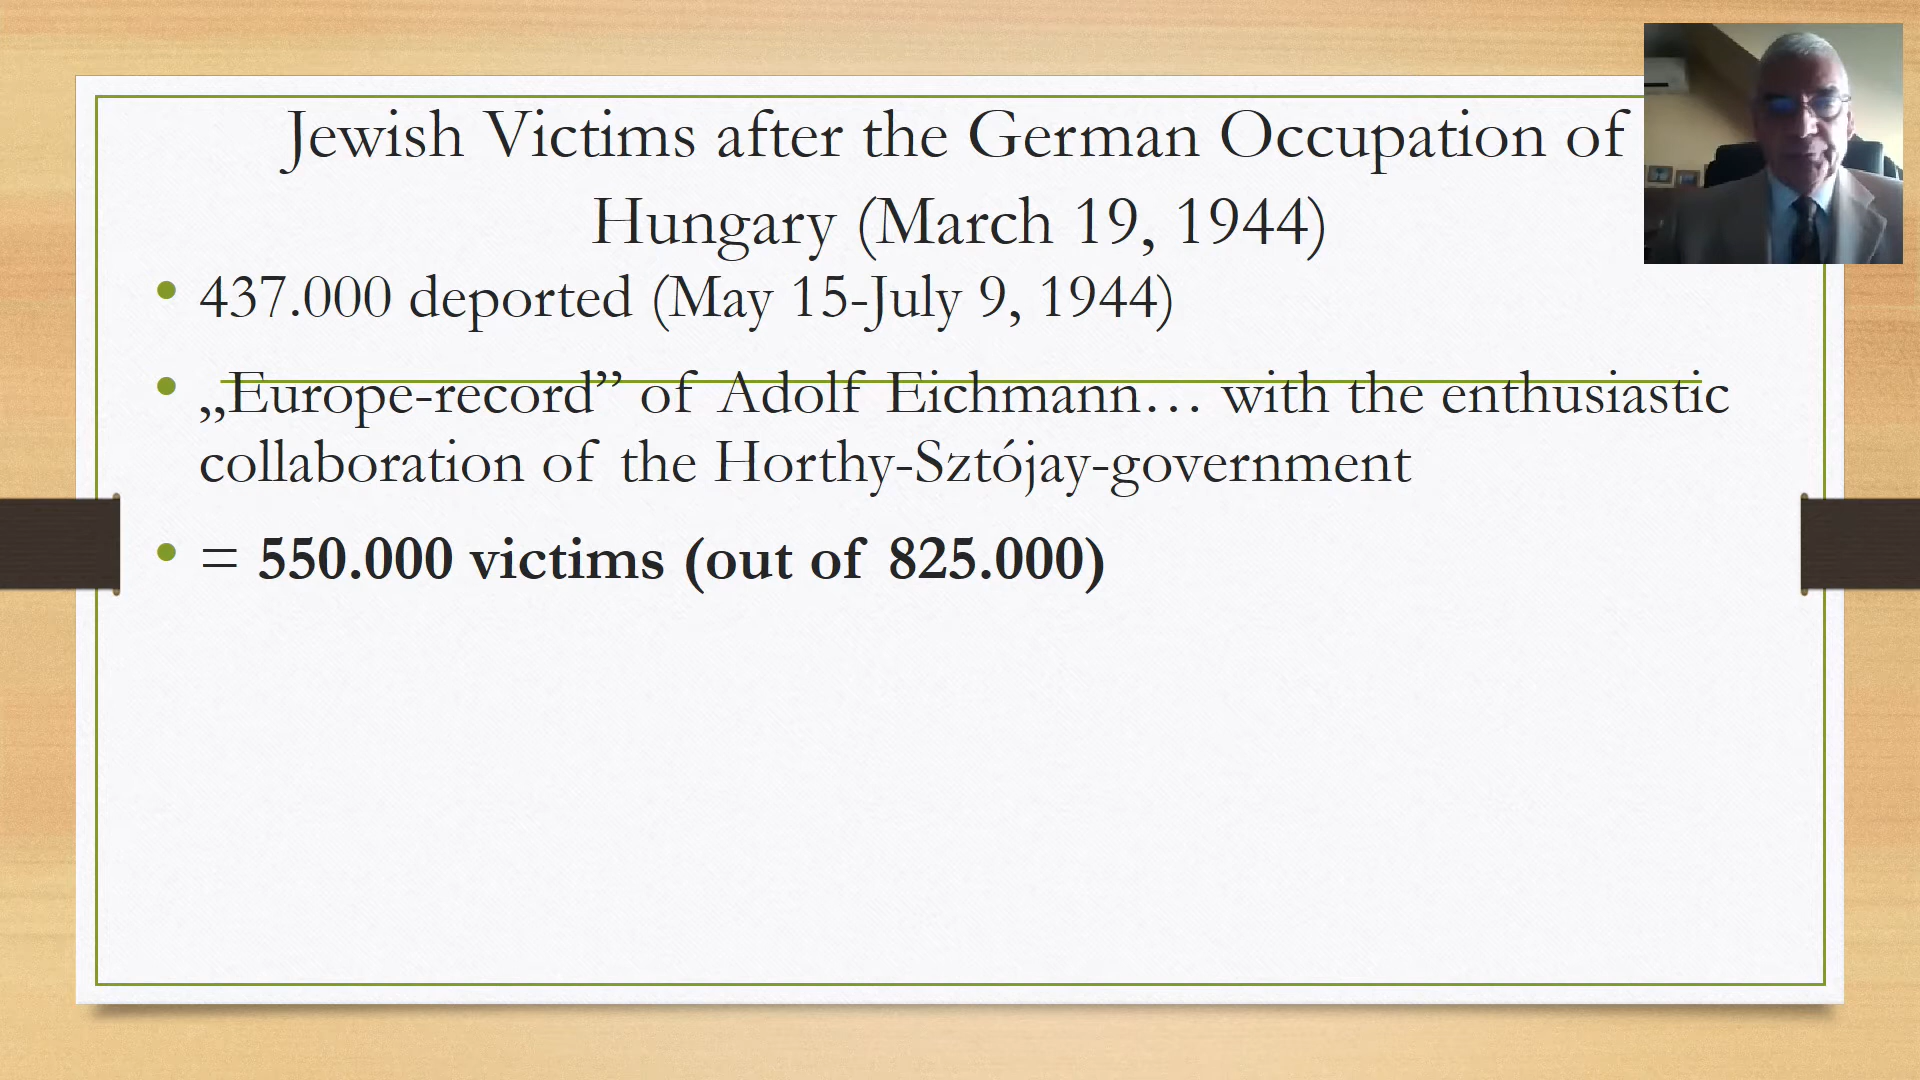 Jewish Victims after the German Occupation of
Hungary (March 19, 1944)
• 437.000 deported (May 15-July 9, 1944)
• „Europe-record” of Adolf Eichmann… with the enthusiastic
collaboration of the Horthy-Sztójay-government
• = 550.000 victims (out of 825.000)